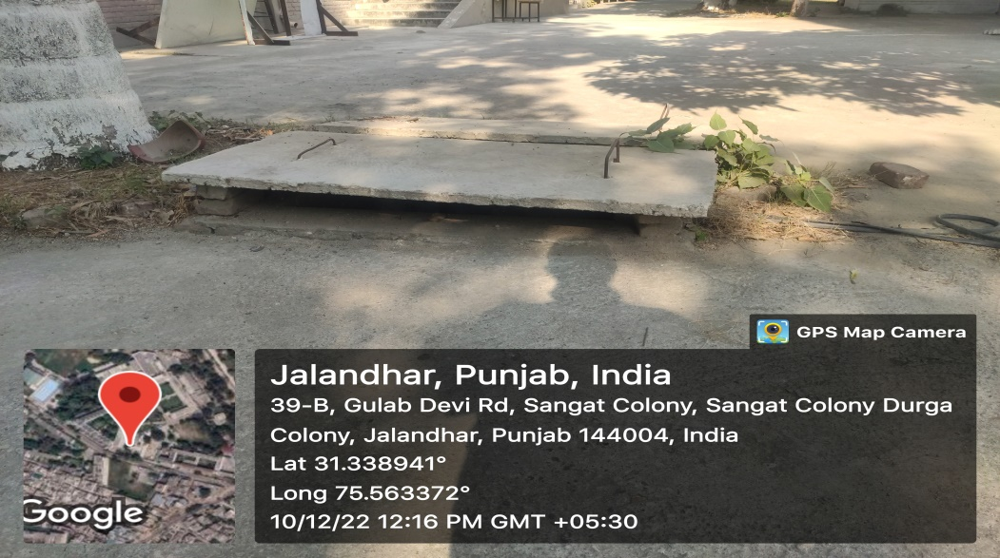 GPS Map Camera
Jalandhar, Punjab, India
39-B, Gulab Devi Rd, Sangat Colony, Sangat Colony Durga
Colony, Jalandhar, Punjab 144004, India
Lat 31.338941°
Long 75.563372°
10/12/22 12:16 PM GMT +05:30
Google